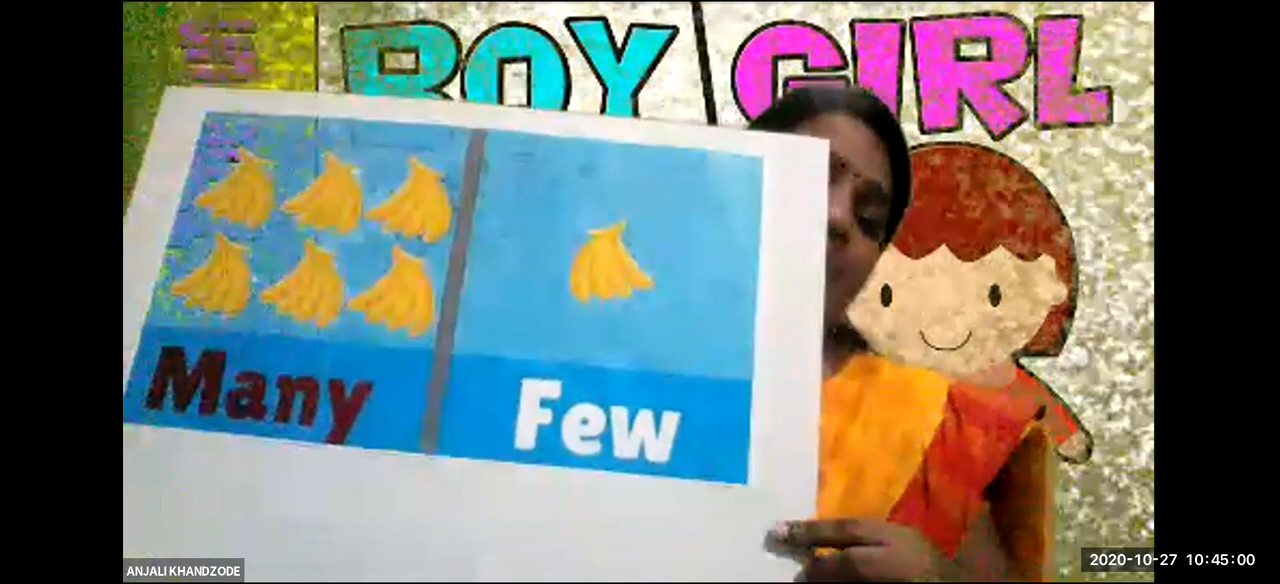 BOY GIRL
Many Few
ANJALI KHANDZODE
2020-10-27 10:45:00